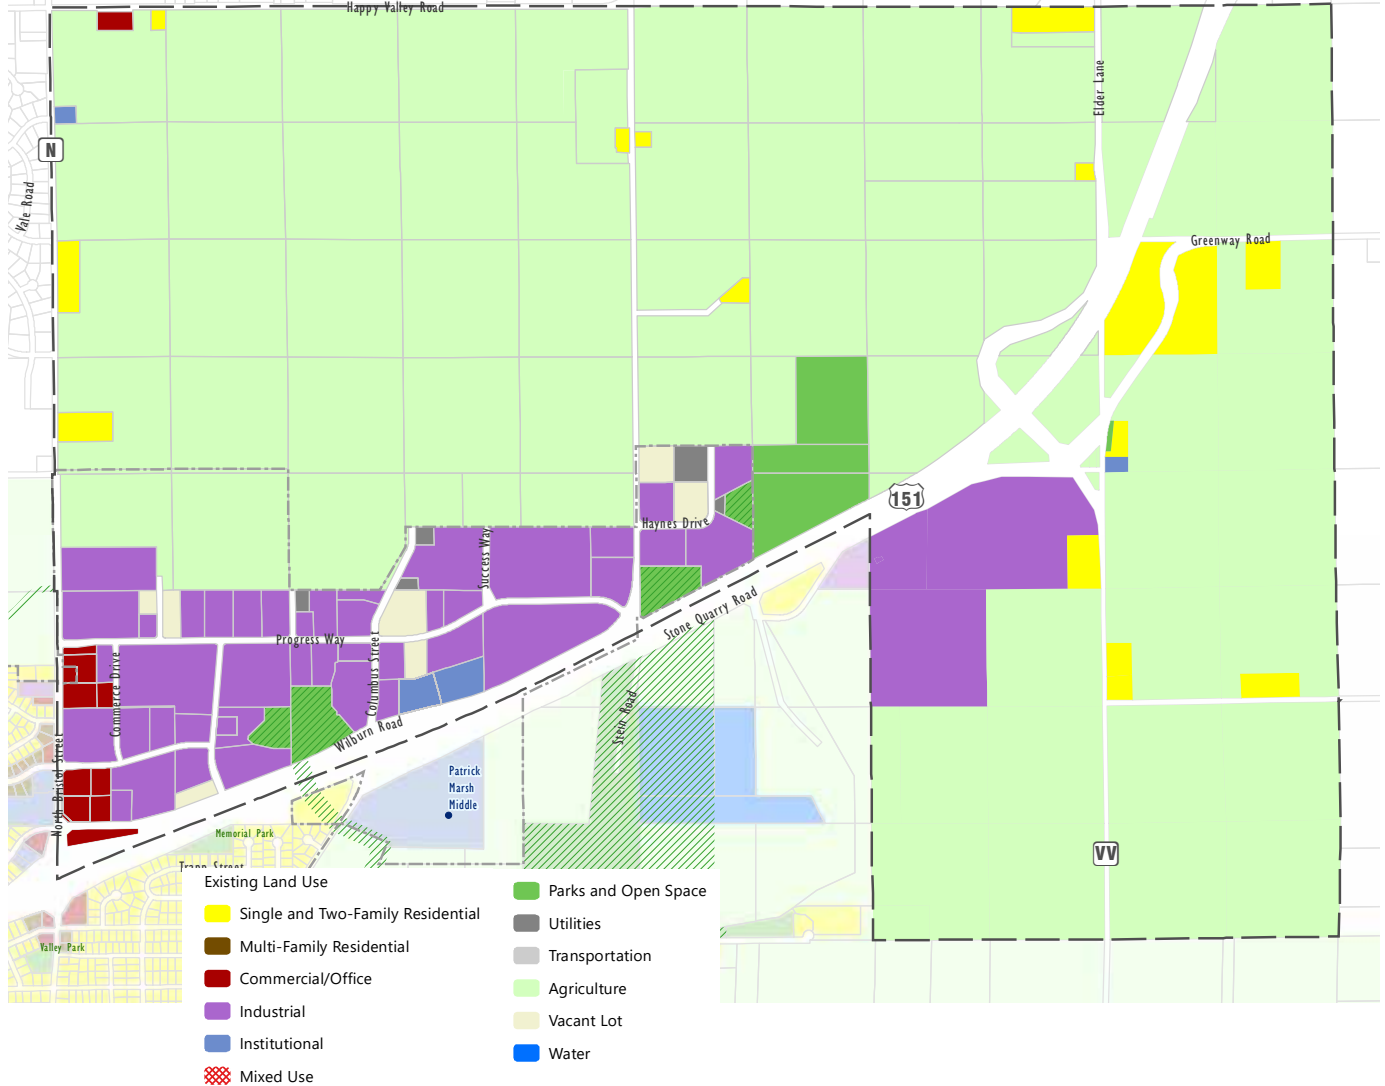 Happy Valley Road
Elder Lane
N
Vale Road
Greenway Road
151
Haynes Drive
Success Way
Stone Quarry Road
Progress Way
Columbus Street
Commerce Drive
Stein Road
Wilburn Road
North Bristol Street
Patrick
Marsh
Middle
Memorial Park
VV
Valley Park
Existing Land Use
Single and Two-Family Residential
Multi-Family Residential
Commercial/Office
Industrial
Institutional
Mixed Use
Parks and Open Space
Utilities
Transportation
Agriculture
Vacant Lot
Water